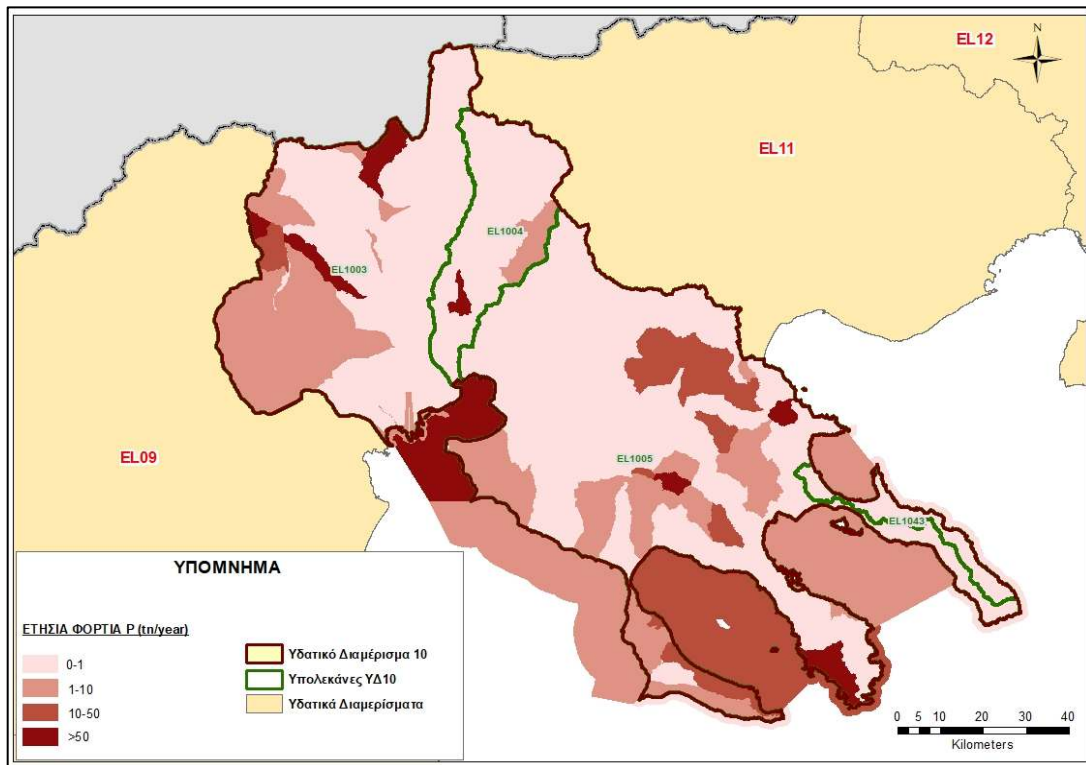 EL12
N
EL11
EL1004
EL1003
EL09
EL1005
EL1043
ΥΠΟΜΝΗΜΑ
ΕΤΗΣΙΑ ΦΟΡΤΙΑ P (tn/year)
0-1
1-10
10-50
>50
Υδατικό Διαμέρισμα 10
Υπολεκάνες ΥΔ10
Υδατικά Διαμερίσματα
0 5 10 20 30 40
Kilometers